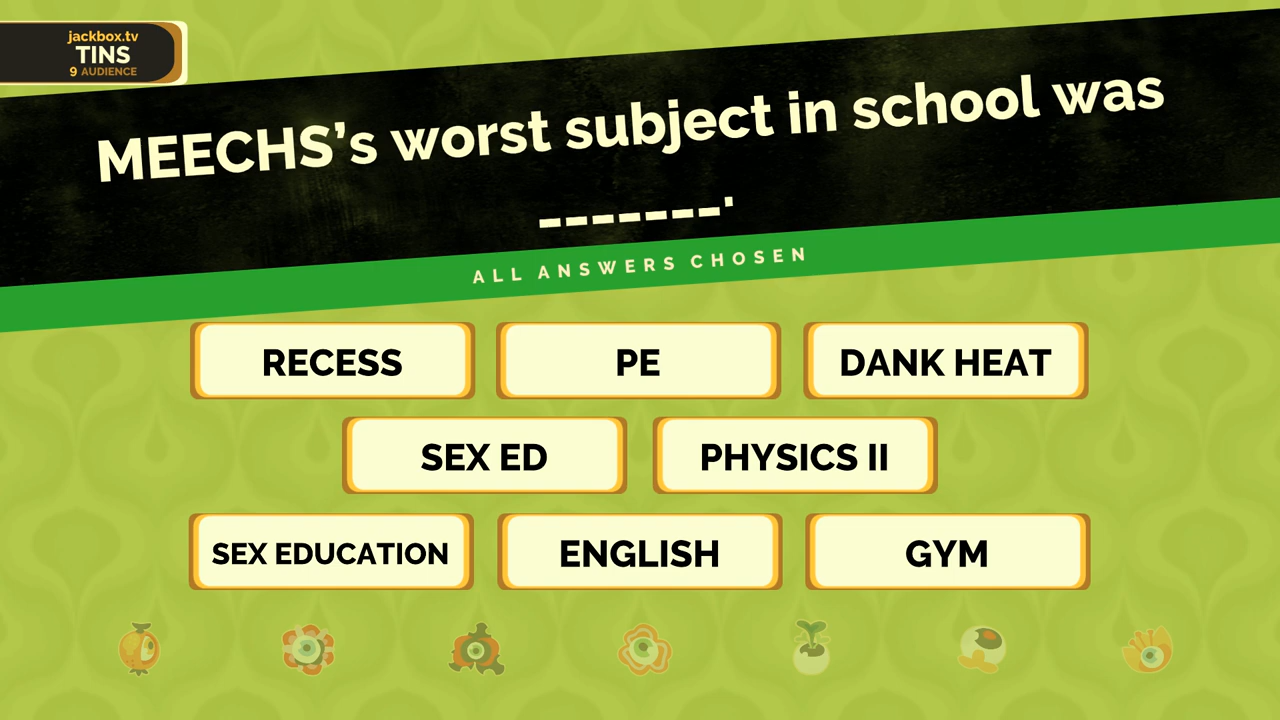 jackbox.tv
TINS
9 AUDIENCE
MEECHS's worst subject in school was
_______.
ALL ANSWERS CHOSEN
RECESS
PE
DANK HEAT
SEX ED
PHYSICS II
SEX EDUCATION
ENGLISH
GYM